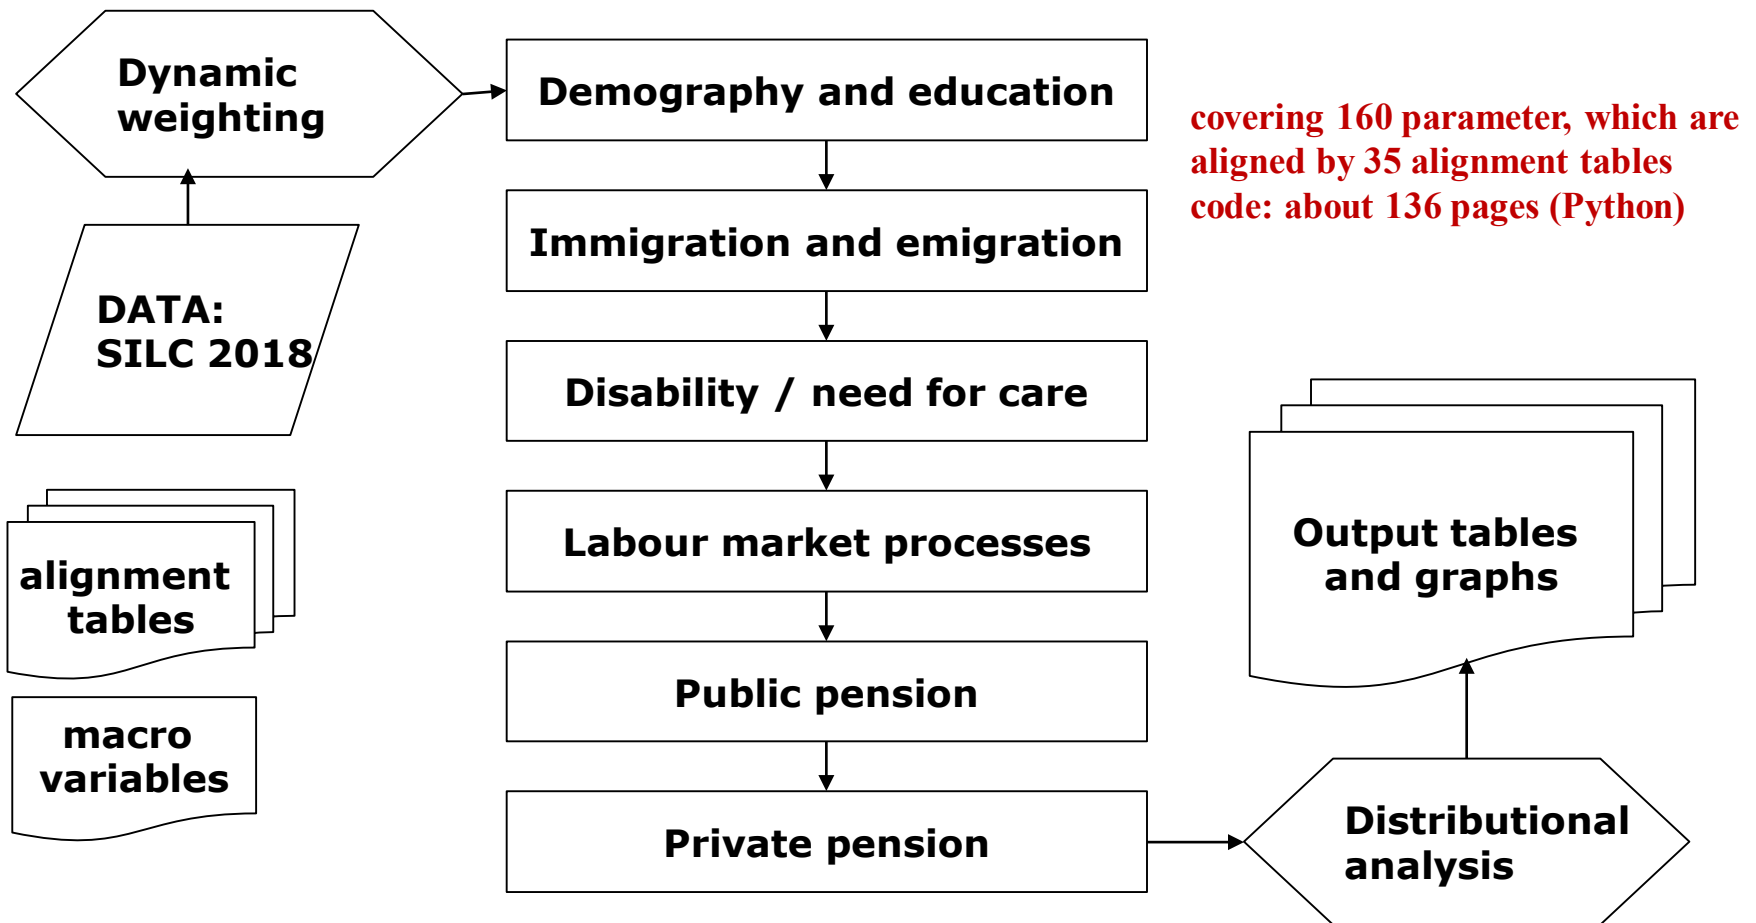 Dynamic
weighting
Demography and education
covering 160 parameter, which are
aligned by 35 alignment tables
code: about 136 pages (Python)
Immigration and emigration
DATA:
SILC 2018
Disability / need for care
alignment
tables
Labour market processes
Output tables
and graphs
Public pension
macro
variables
Private pension
Distributional
analysis